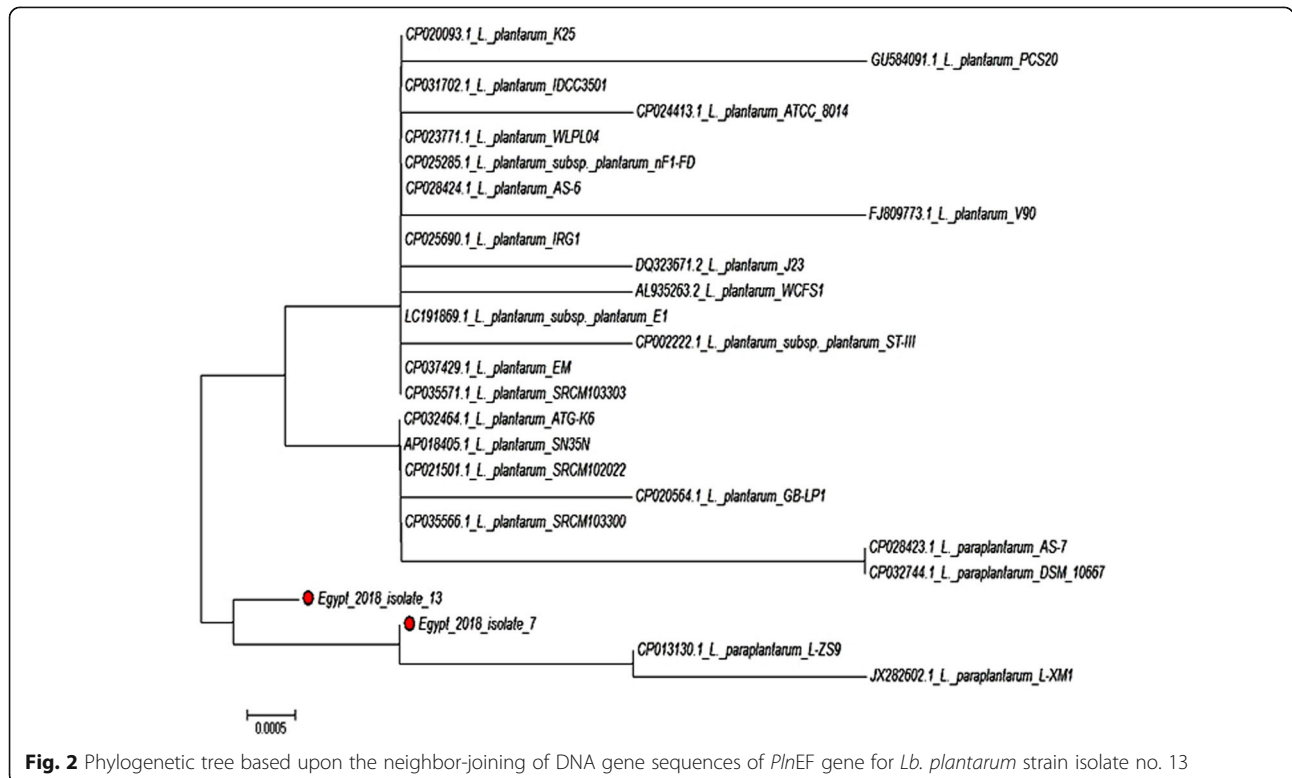 CP020093.1_L._plantarum_K25
GU584091.1_L._plantarum_PCS20
CP031702.1_L._plantarum_IDCC3501
CP024413.1_L._plantarum_ATCC_8014
CP023771.1_L._plantarum_WLPL04
CP025285.1_L._plantarum_subsp._plantarum_nF1-FD
CP028424.1_L._plantarum_AS-6
FJ809773.1_L._plantarum_V90
CP025690.1_L._plantarum_IRG1
DQ323671.2_L._plantarum_J23
AL935263.2_L._plantarum_WCFS1
LC191869.1_L._plantarum_subsp._plantarum_E1
CP002222.1_L._plantarum_subsp._plantarum_ST-III
CP037429.1_L._plantarum_EM
CP035571.1_L._plantarum_SRCM103303
CP032464.1_L._plantarum_ATG-K6
AP018405.1_L._plantarum_SN35N
CP021501.1_L._plantarum_SRCM102022
CP020564.1_L._plantarum_GB-LP1
CP035566.1_L._plantarum_SRCM103300
CP028423.1_L._paraplantarum_AS-7
CP032744.1_L._paraplantarum_DSM_10667
Egypt_2018_isolate_13
Egypt_2018_isolate_7
CP013130.1_L._paraplantarum_L-ZS9
JX282602.1_L._paraplantarum_L-XM1
0.0005
Fig. 2 Phylogenetic tree based upon the neighbor-joining of DNA gene sequences of PlnEF gene for Lb. plantarum strain isolate no. 13